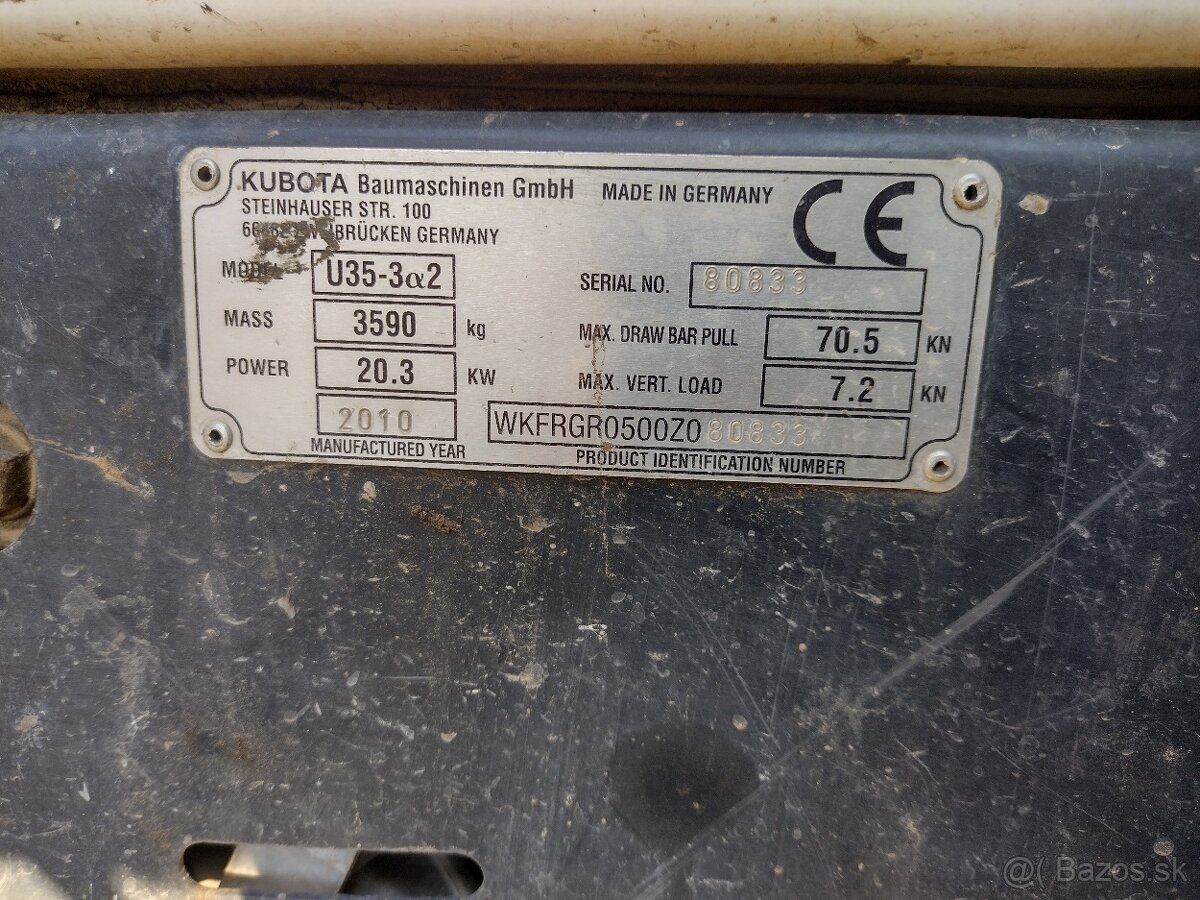 KUBOTA Baumaschinen GmbH MADE IN GERMANY CE
STEINHAUSER STR. 100
GERMANY
MODEL U35-3α2 SERIAL NO. 80833
MASS 3590 kg MAX. DRAW BAR PULL 70.5 KN
POWER 20.3 KW MAX. VERT. LOAD 7.2 KN
2010 WKFRGR0500Z080833
MANUFACTURED YEAR PRODUCT IDENTIFICATION NUMBER
@( Bazos.sk